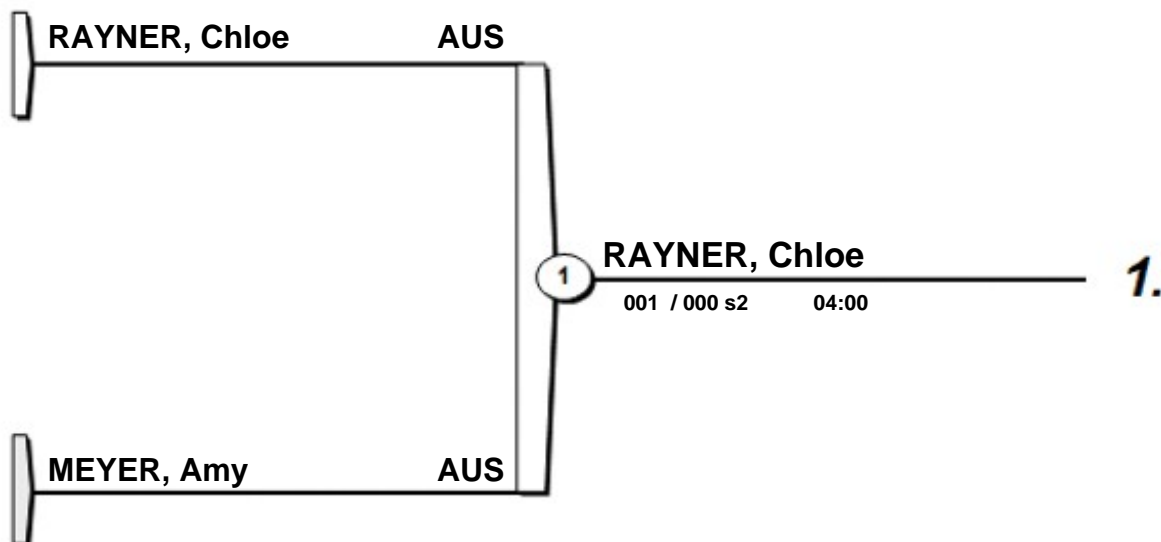 RAYNER, Chloe AUS
1 RAYNER, Chloe 1.
001 / 000 s2 04:00
MEYER, Amy AUS